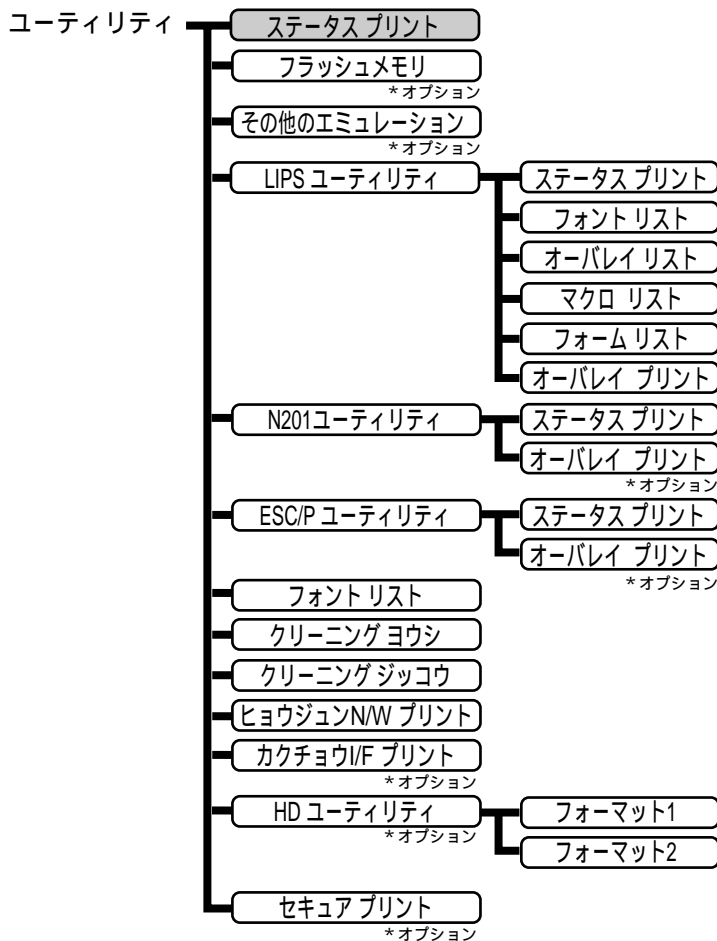 ユーティリティ
ステータス プリント
フラッシュメモリ
*オプション
その他のエミュレーション
*オプション
LIPS ユーティリティ
ステータス プリント
フォント リスト
オーバレイ リスト
マクロ リスト
フォーム リスト
オーバレイ プリント
N201ユーティリティ
ステータス プリント
オーバレイ プリント
*オプション
ESC/P ユーティリティ
ステータス プリント
オーバレイ プリント
*オプション
フォント リスト
クリーニング ヨウシ
クリーニング ジッコウ
ヒョウジュンN/W プリント
カクチョウI/F プリント
*オプション
HD ユーティリティ
*オプション
フォーマット1
フォーマット2
セキュア プリント
*オプション